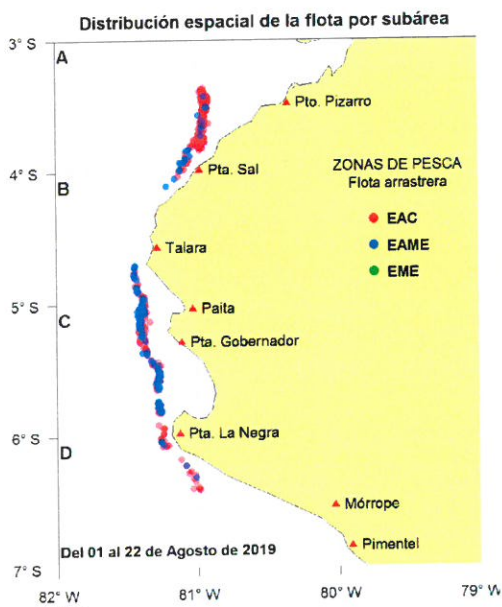 Distribución espacial de la flota por subárea
3° S
A
Pto. Pizarro
ZONAS DE PESCA
Flota arrastrera
EAC
EAME
EME
4° S
Pta. Sal
B
Talara
5° S
Paita
C
Pta. Gobernador
6° S
Pta. La Negra
D
Mórrope
Del 01 al 22 de Agosto de 2019
Pimentel
7° S
82° W
81° W
80° W
79° W